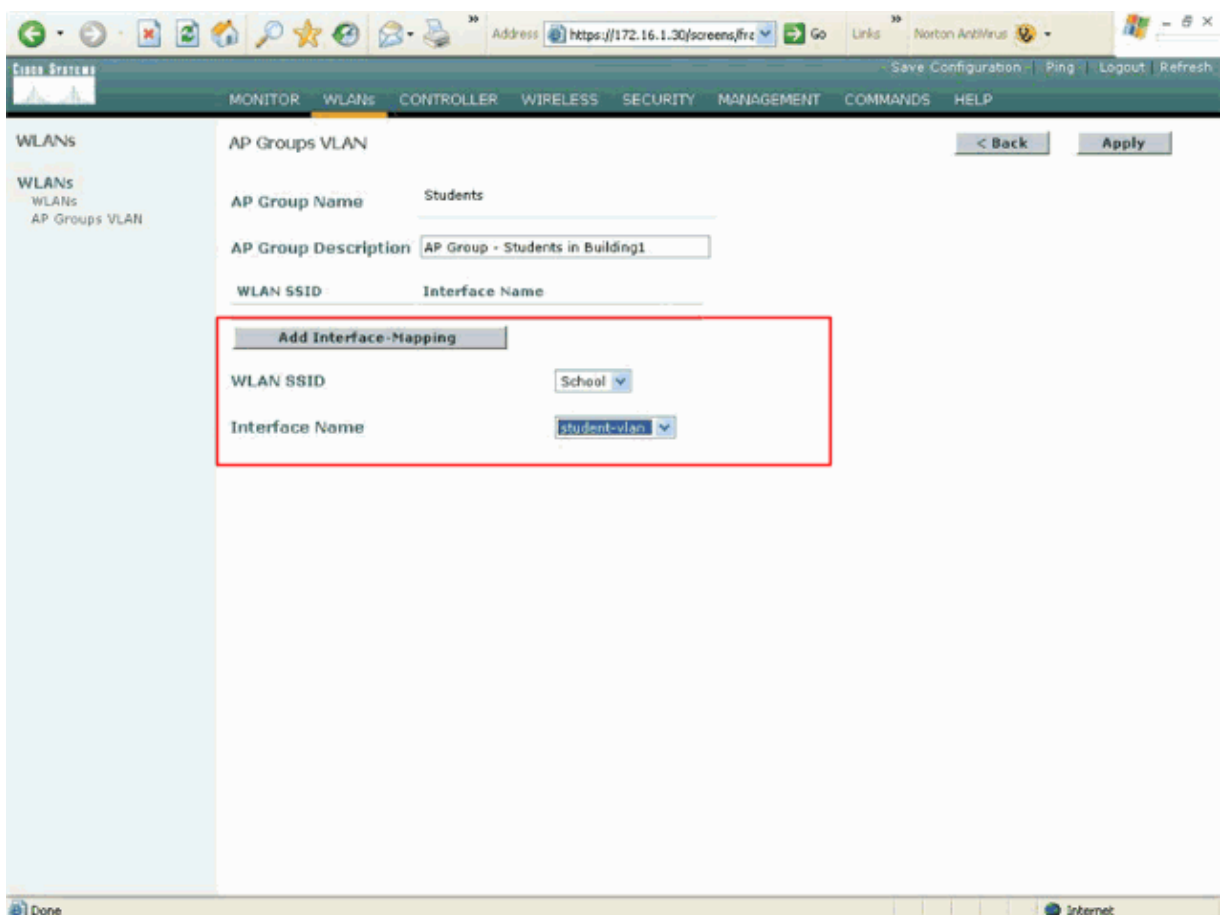 Address https://172.16.1.30/screens/fra Go Links Norton AntiVirus
CISCO SYSTEMS
Save Configuration | Ping | Logout | Refresh
MONITOR WLANs CONTROLLER WIRELESS SECURITY MANAGEMENT COMMANDS HELP
WLANs
WLANs
WLANs
AP Groups VLAN
AP Groups VLAN
< Back
Apply
AP Group Name Students
AP Group Description AP Group - Students in Building1
WLAN SSID Interface Name
Add Interface-Mapping
WLAN SSID School
Interface Name student-vlan
Done Internet